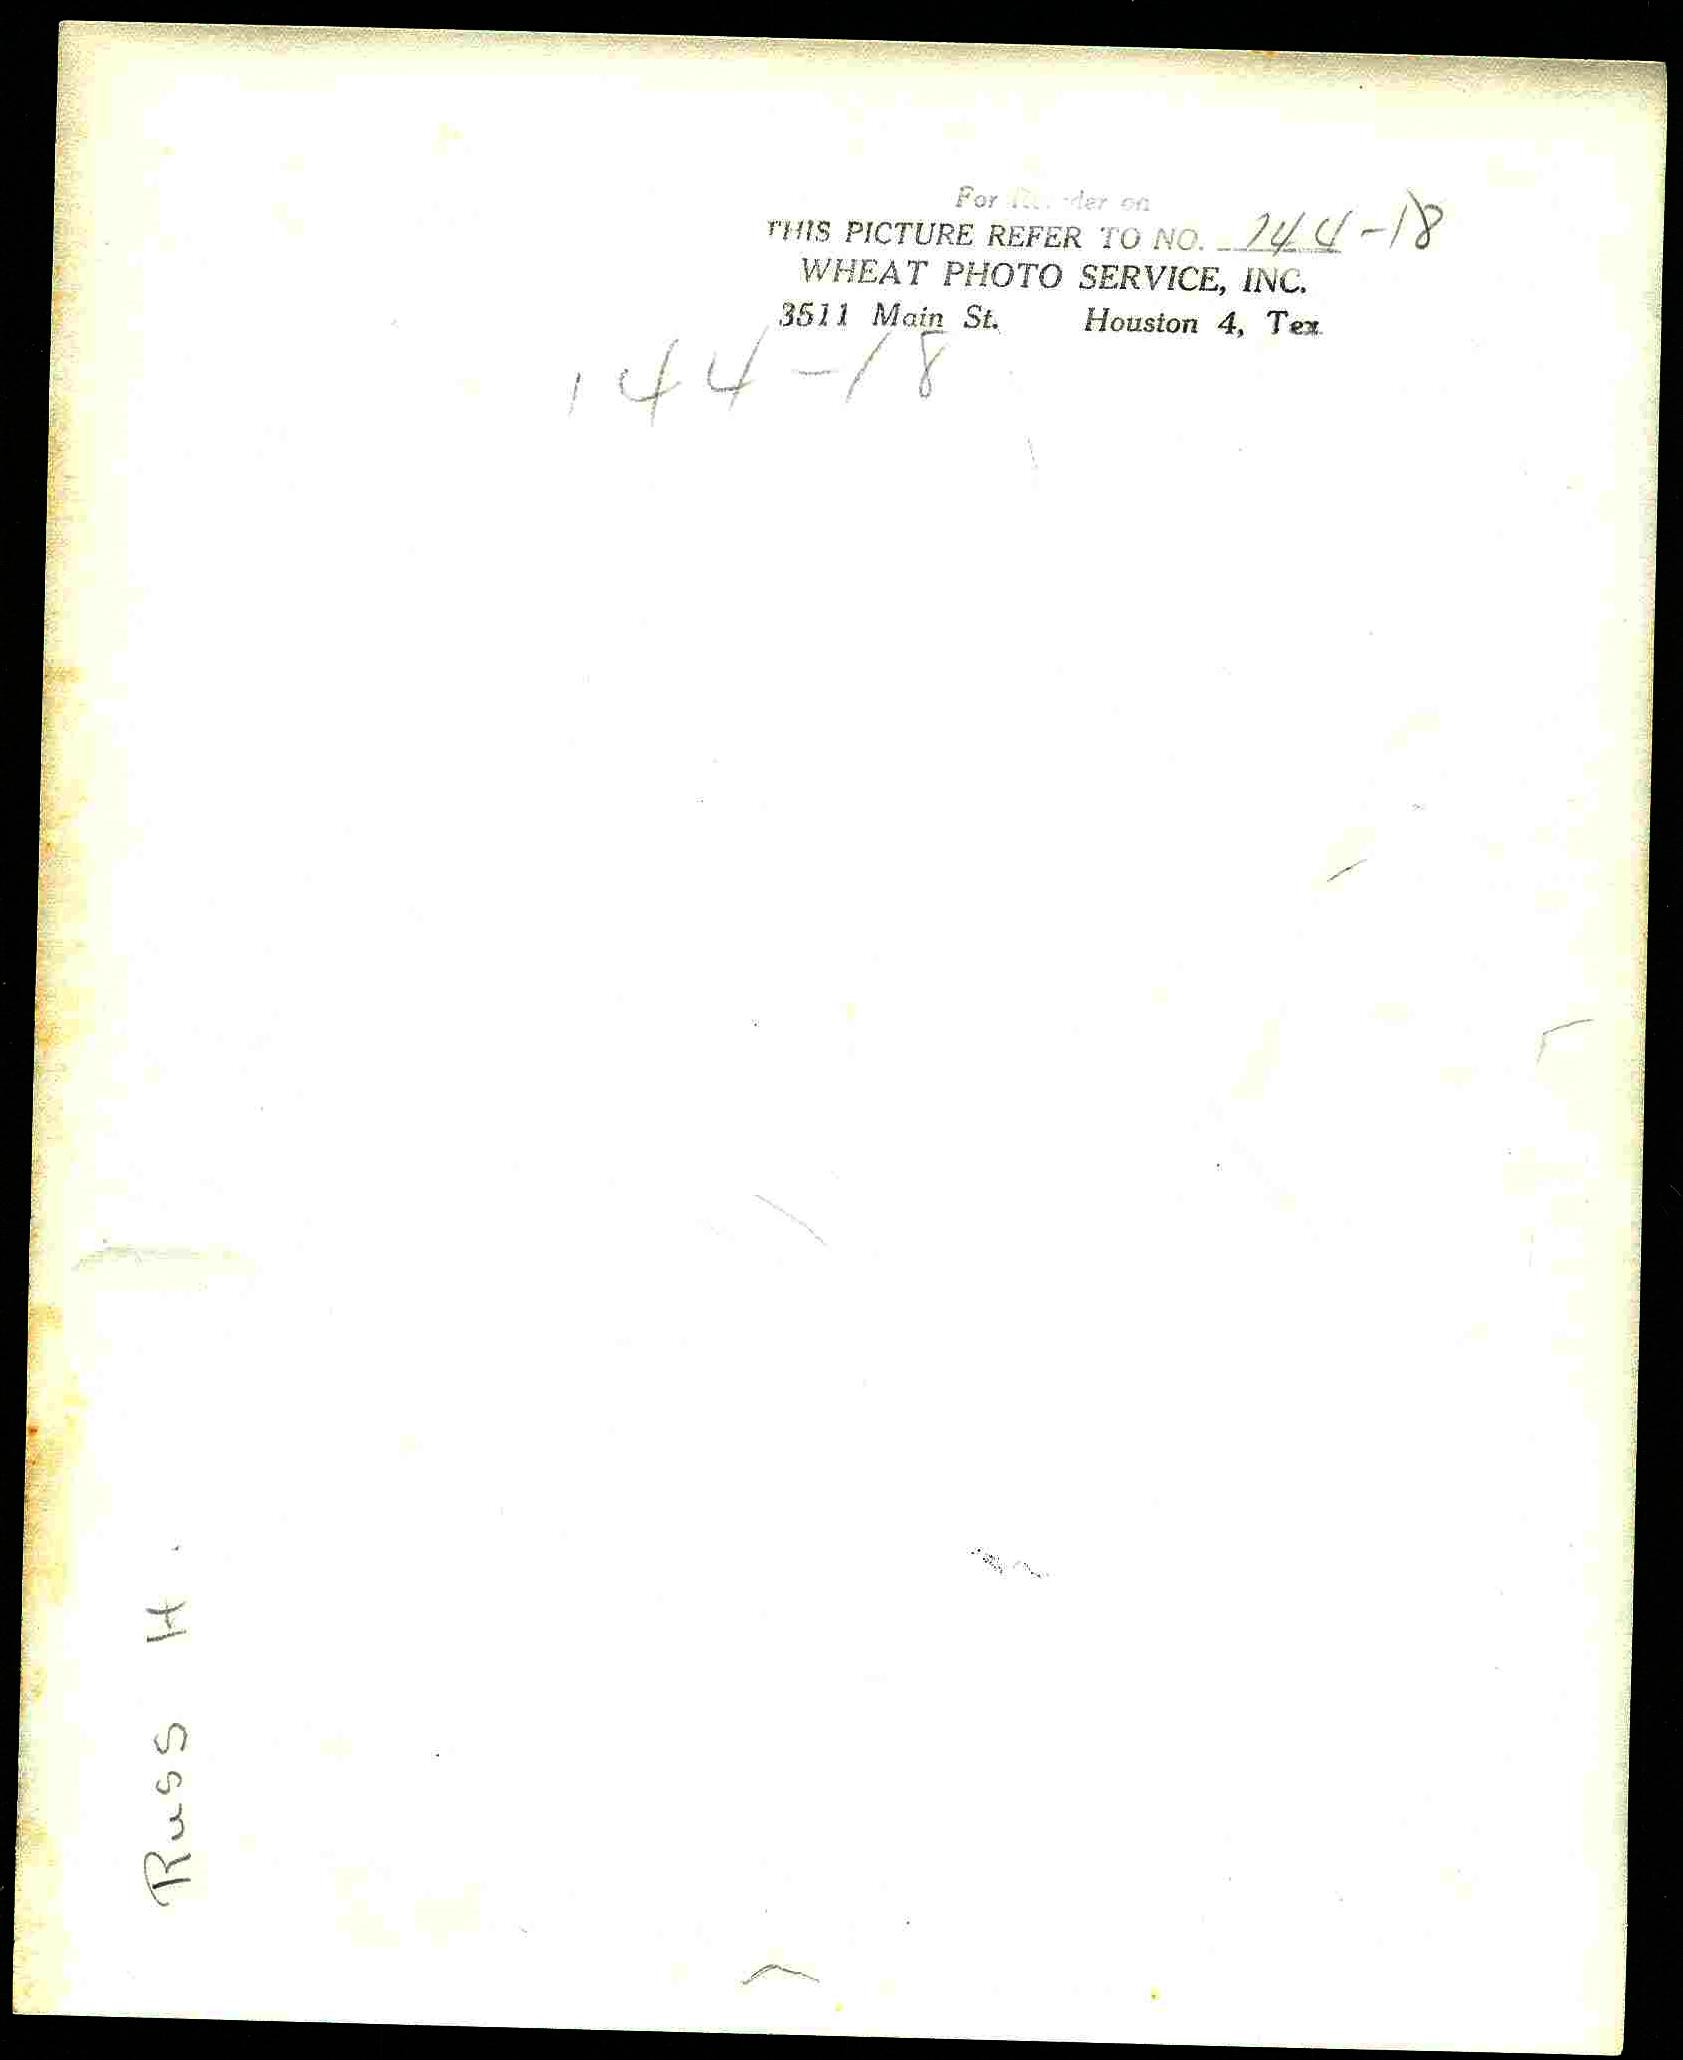 For Reorder on
THIS PICTURE REFER TO NO. 144-18
WHEAT PHOTO SERVICE, INC.
3511 Main St. Houston 4, Tex.
144-18
Russ H.